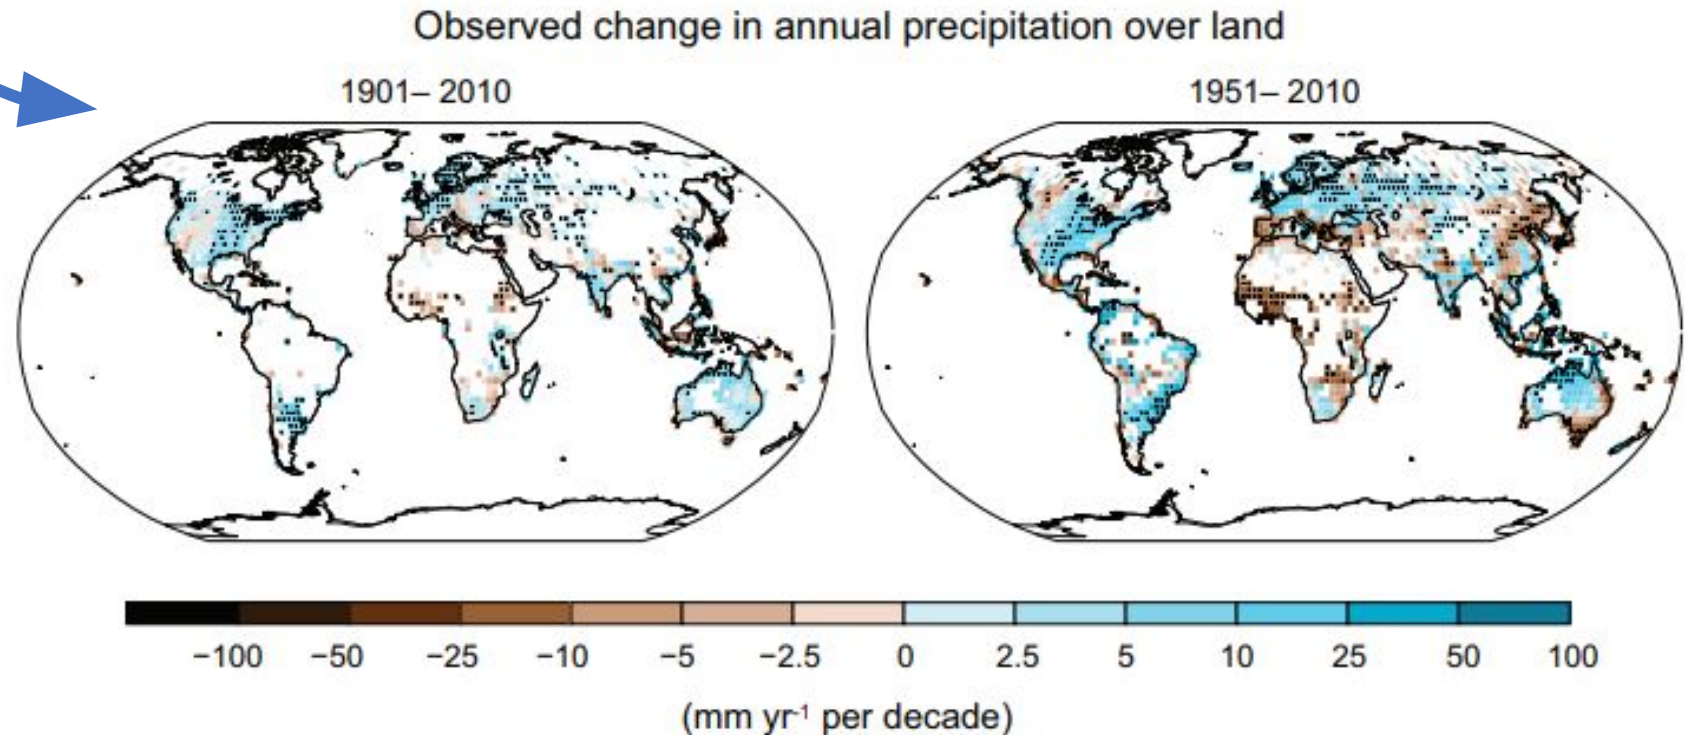 Observed change in annual precipitation over land
1901– 2010
1951– 2010
−100 −50 −25 −10 −5 −2.5 0 2.5 5 10 25 50 100
(mm yr⁻¹ per decade)